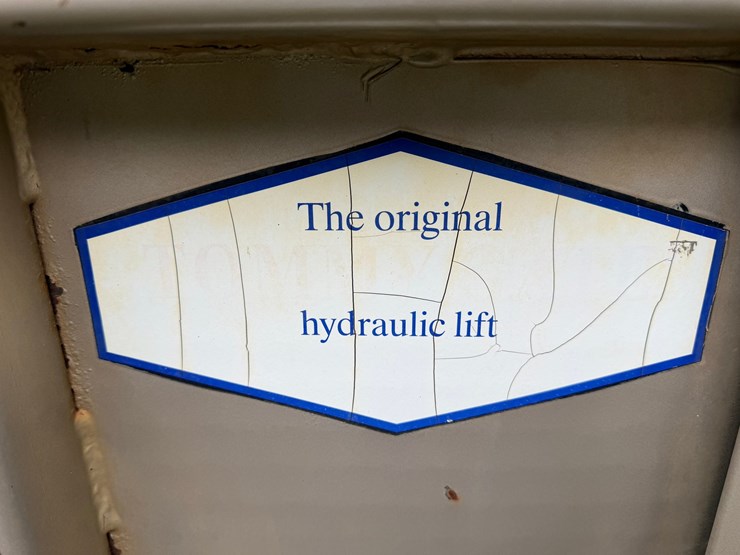 The original
hydraulic lift